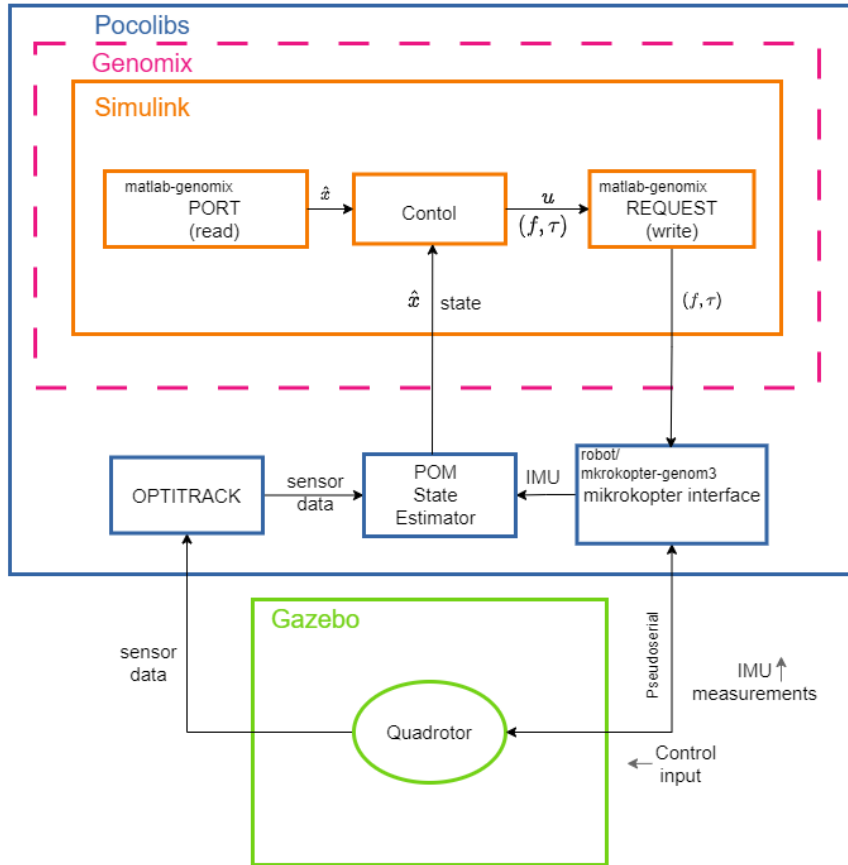 Pocolibs
Genomix
Simulink
matlab-genomix
PORT
(read)
x̂
Contol
u
(f, τ)
matlab-genomix
REQUEST
(write)
x̂ state
(f, τ)
OPTITRACK
sensor
data
POM
State
Estimator
IMU
robot/
mkrokopter-genom3
mikrokopter interface
Gazebo
sensor
data
Quadrotor
Pseudoserial
IMU ↑
measurements
← Control
input